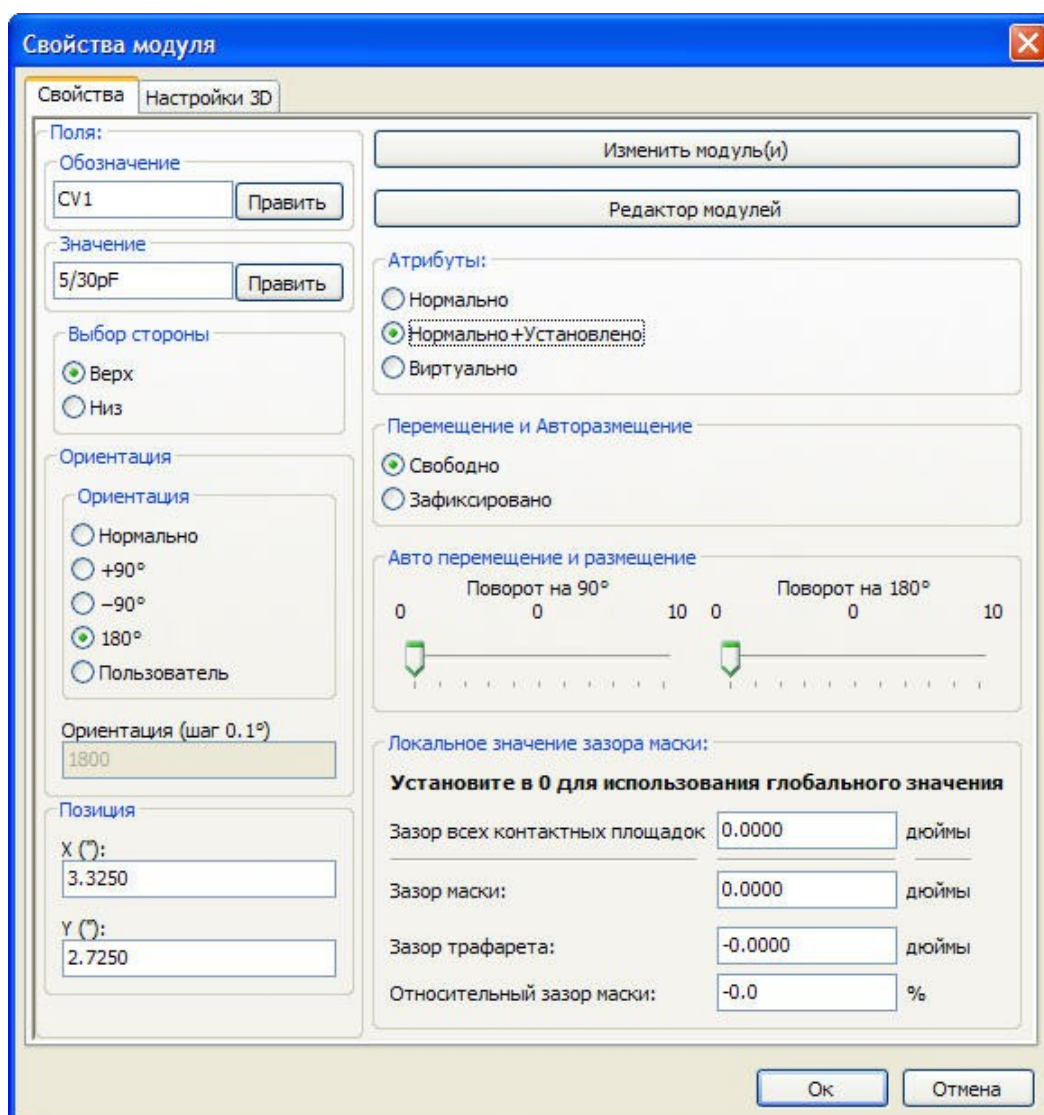 Свойства модуля
Свойства
Настройки 3D
Поля:
Обозначение
CV1
Править
Значение
5/30pF
Править
Выбор стороны
Верх
Низ
Ориентация
Ориентация
Нормально
+90°
−90°
180°
Пользователь
Ориентация (шаг 0.1°)
1800
Позиция
X ("):
3.3250
Y ("):
2.7250
Изменить модуль(и)
Редактор модулей
Атрибуты:
Нормально
Нормально+Установлено
Виртуально
Перемещение и Авторазмещение
Свободно
Зафиксировано
Авто перемещение и размещение
Поворот на 90°
0 0 10
Поворот на 180°
0 0 10
Локальное значение зазора маски:
Установите в 0 для использования глобального значения
Зазор всех контактных площадок 0.0000 дюймы
Зазор маски: 0.0000 дюймы
Зазор трафарета: -0.0000 дюймы
Относительный зазор маски: -0.0 %
Ок
Отмена